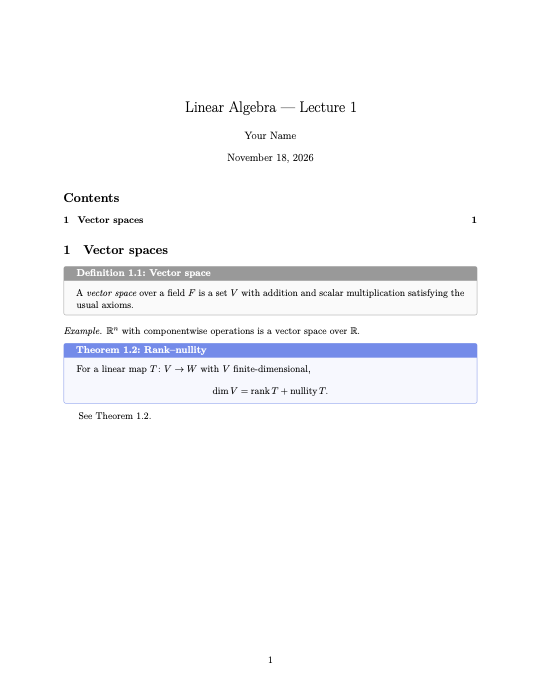 Linear Algebra — Lecture 1
Your Name
November 18, 2026
Contents
1 Vector spaces 1
1 Vector spaces
Definition 1.1: Vector space
A vector space over a field F is a set V with addition and scalar multiplication satisfying the
usual axioms.
Example. ℝⁿ with componentwise operations is a vector space over ℝ.
Theorem 1.2: Rank–nullity
For a linear map T: V → W with V finite-dimensional,
dim V = rank T + nullity T.
See Theorem 1.2.
1